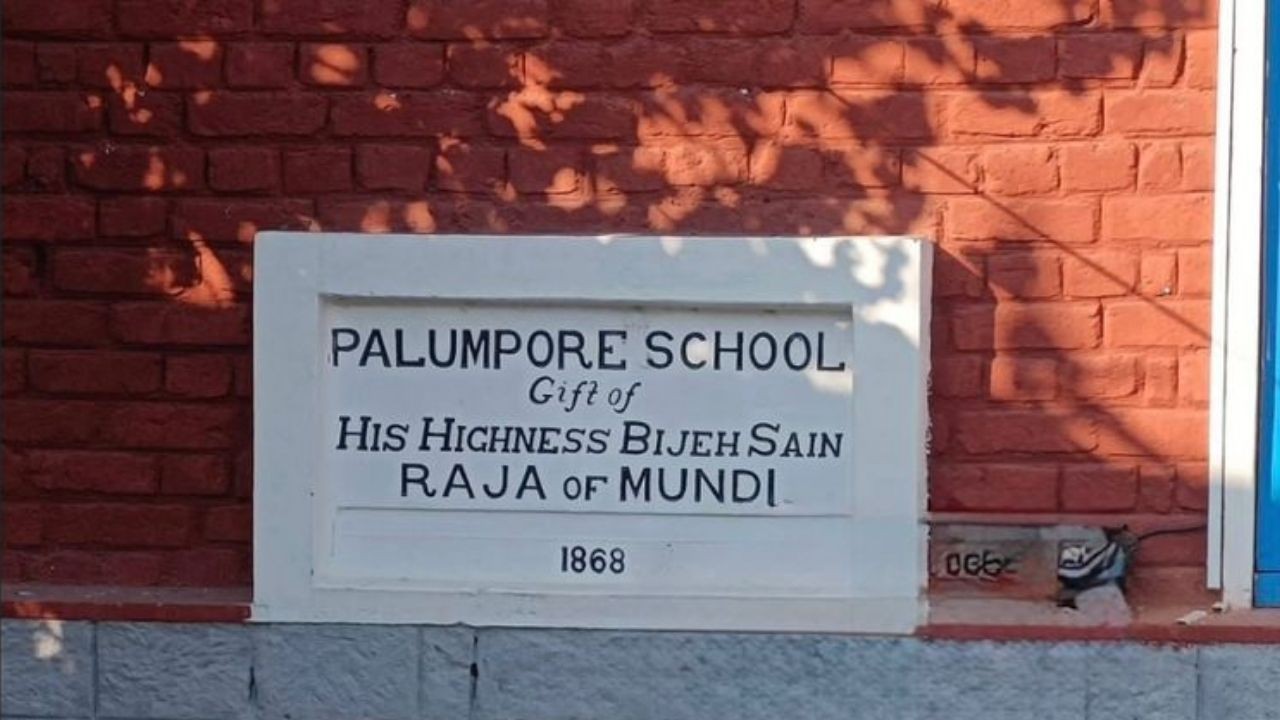 PALUMPORE SCHOOL
Gift of
HIS HIGHNESS BIJEH SAIN
RAJA OF MUNDI
1868